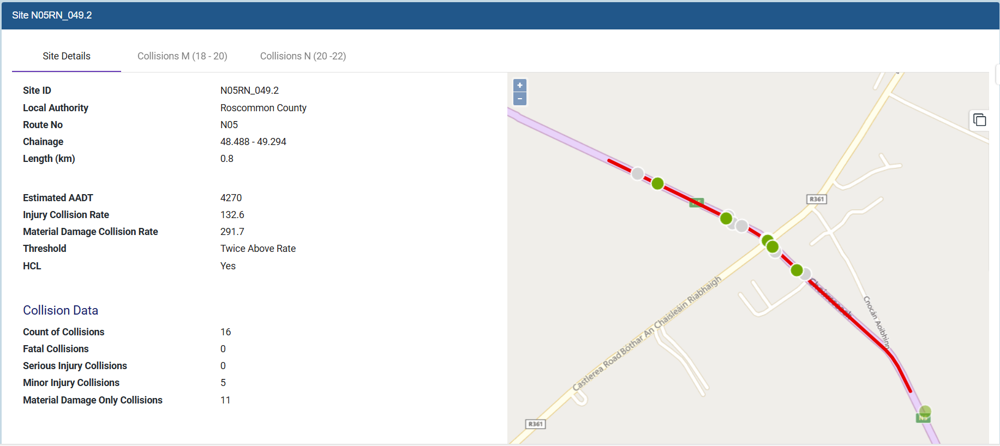 Site N05RN_049.2
Site Details
Collisions M (18 - 20)
Collisions N (20 -22)
Site ID N05RN_049.2
Local Authority Roscommon County
Route No N05
Chainage 48.488 - 49.294
Length (km) 0.8
Estimated AADT 4270
Injury Collision Rate 132.6
Material Damage Collision Rate 291.7
Threshold Twice Above Rate
HCL Yes
Collision Data
Count of Collisions 16
Fatal Collisions 0
Serious Injury Collisions 0
Minor Injury Collisions 5
Material Damage Only Collisions 11
+
–
R361
Castlerea Road Bóthar An Chaisleáin Riabhaigh
Cnocán Aoibhinn
R361
N5